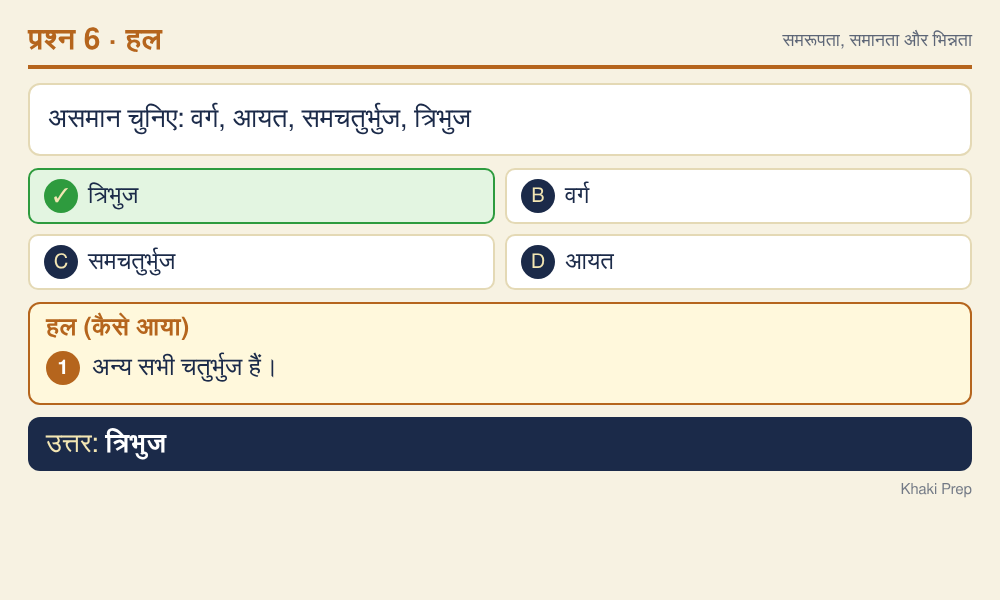 प्रश्न 6 · हल
समरूपता, समानता और भिन्नता
असमान चुनिए: वर्ग, आयत, समचतुर्भुज, त्रिभुज
✓ त्रिभुज
B वर्ग
C समचतुर्भुज
D आयत
हल (कैसे आया)
1 अन्य सभी चतुर्भुज हैं।
उत्तर: त्रिभुज
Khaki Prep